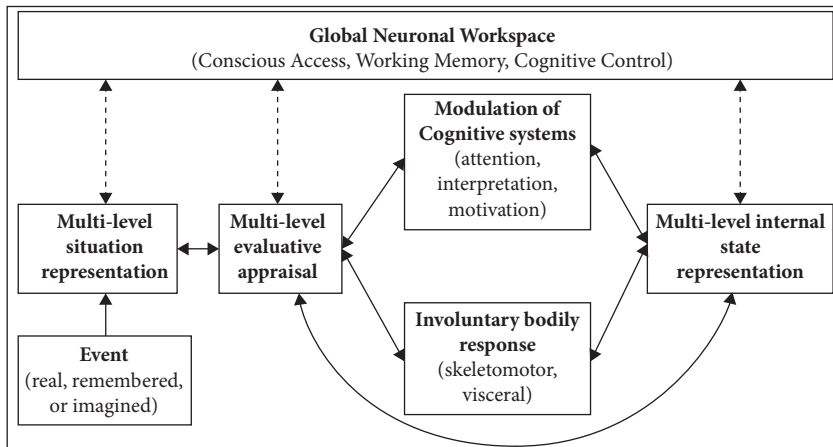 Global Neuronal Workspace
(Conscious Access, Working Memory, Cognitive Control)
Modulation of
Cognitive systems
(attention,
interpretation,
motivation)
Multi-level
situation
representation
Multi-level
evaluative
appraisal
Multi-level internal
state
representation
Involuntary bodily
response
(skeletomotor,
visceral)
Event
(real, remembered,
or imagined)